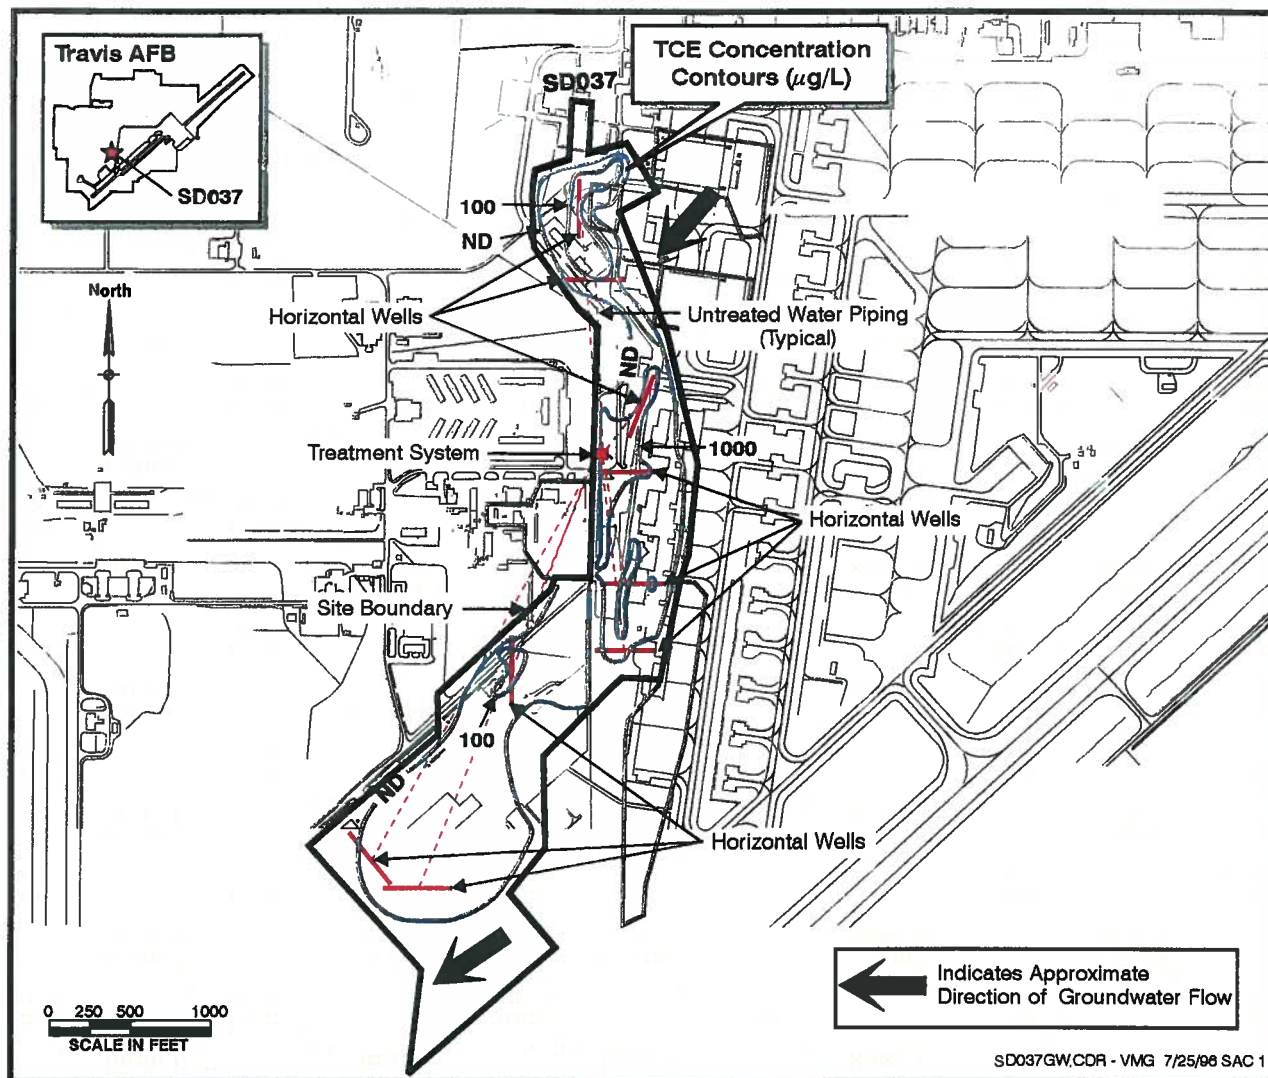 Travis AFB
SD037
SD037
TCE Concentration
Contours (µg/L)
100
ND
North
Horizontal Wells
Untreated Water Piping
(Typical)
ND
Treatment System
1000
Horizontal Wells
Site Boundary
100
ND
Horizontal Wells
Indicates Approximate
Direction of Groundwater Flow
0 250 500 1000
SCALE IN FEET
SD037GW.CDR - VMG 7/25/96 SAC 1